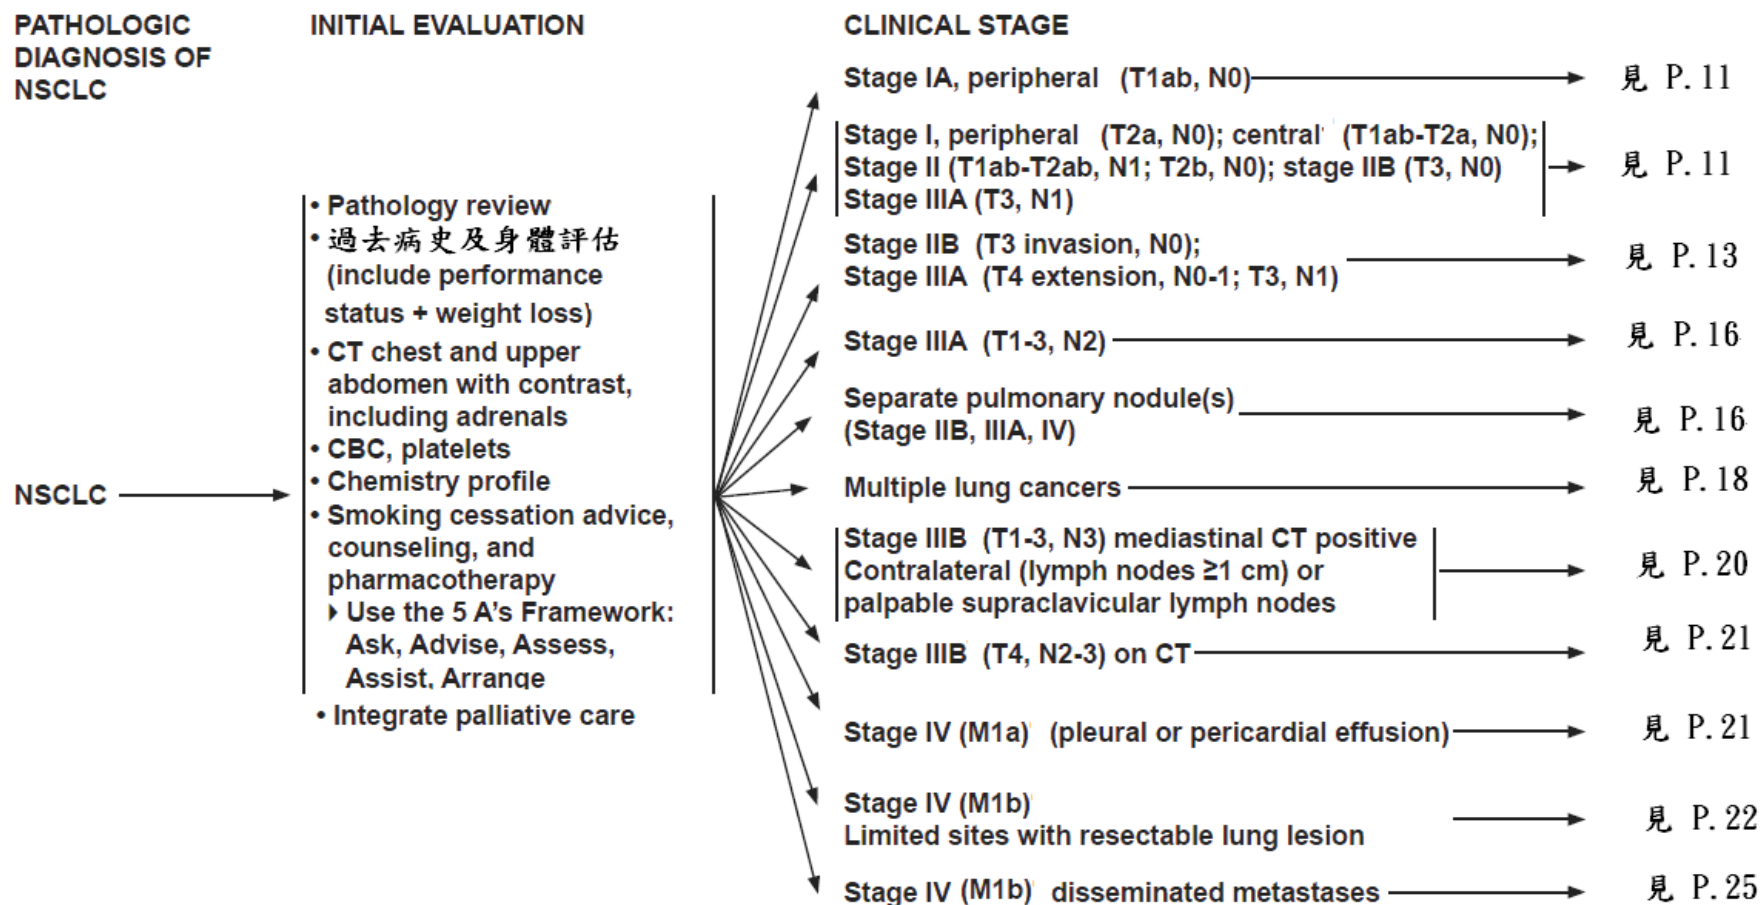 PATHOLOGIC
DIAGNOSIS OF
NSCLC
INITIAL EVALUATION
CLINICAL STAGE
NSCLC
• Pathology review
• 過去病史及身體評估
(include performance
status + weight loss)
• CT chest and upper
abdomen with contrast,
including adrenals
• CBC, platelets
• Chemistry profile
• Smoking cessation advice,
counseling, and
pharmacotherapy
▸ Use the 5 A’s Framework:
Ask, Advise, Assess,
Assist, Arrange
• Integrate palliative care
Stage IA, peripheral (T1ab, N0)
見 P.11
Stage I, peripheral (T2a, N0); central (T1ab-T2a, N0);
Stage II (T1ab-T2ab, N1; T2b, N0); stage IIB (T3, N0)
Stage IIIA (T3, N1)
見 P.11
Stage IIB (T3 invasion, N0);
Stage IIIA (T4 extension, N0-1; T3, N1)
見 P.13
Stage IIIA (T1-3, N2)
見 P.16
Separate pulmonary nodule(s)
(Stage IIB, IIIA, IV)
見 P.16
Multiple lung cancers
見 P.18
Stage IIIB (T1-3, N3) mediastinal CT positive
Contralateral (lymph nodes ≥1 cm) or
palpable supraclavicular lymph nodes
見 P.20
Stage IIIB (T4, N2-3) on CT
見 P.21
Stage IV (M1a) (pleural or pericardial effusion)
見 P.21
Stage IV (M1b)
Limited sites with resectable lung lesion
見 P.22
Stage IV (M1b) disseminated metastases
見 P.25